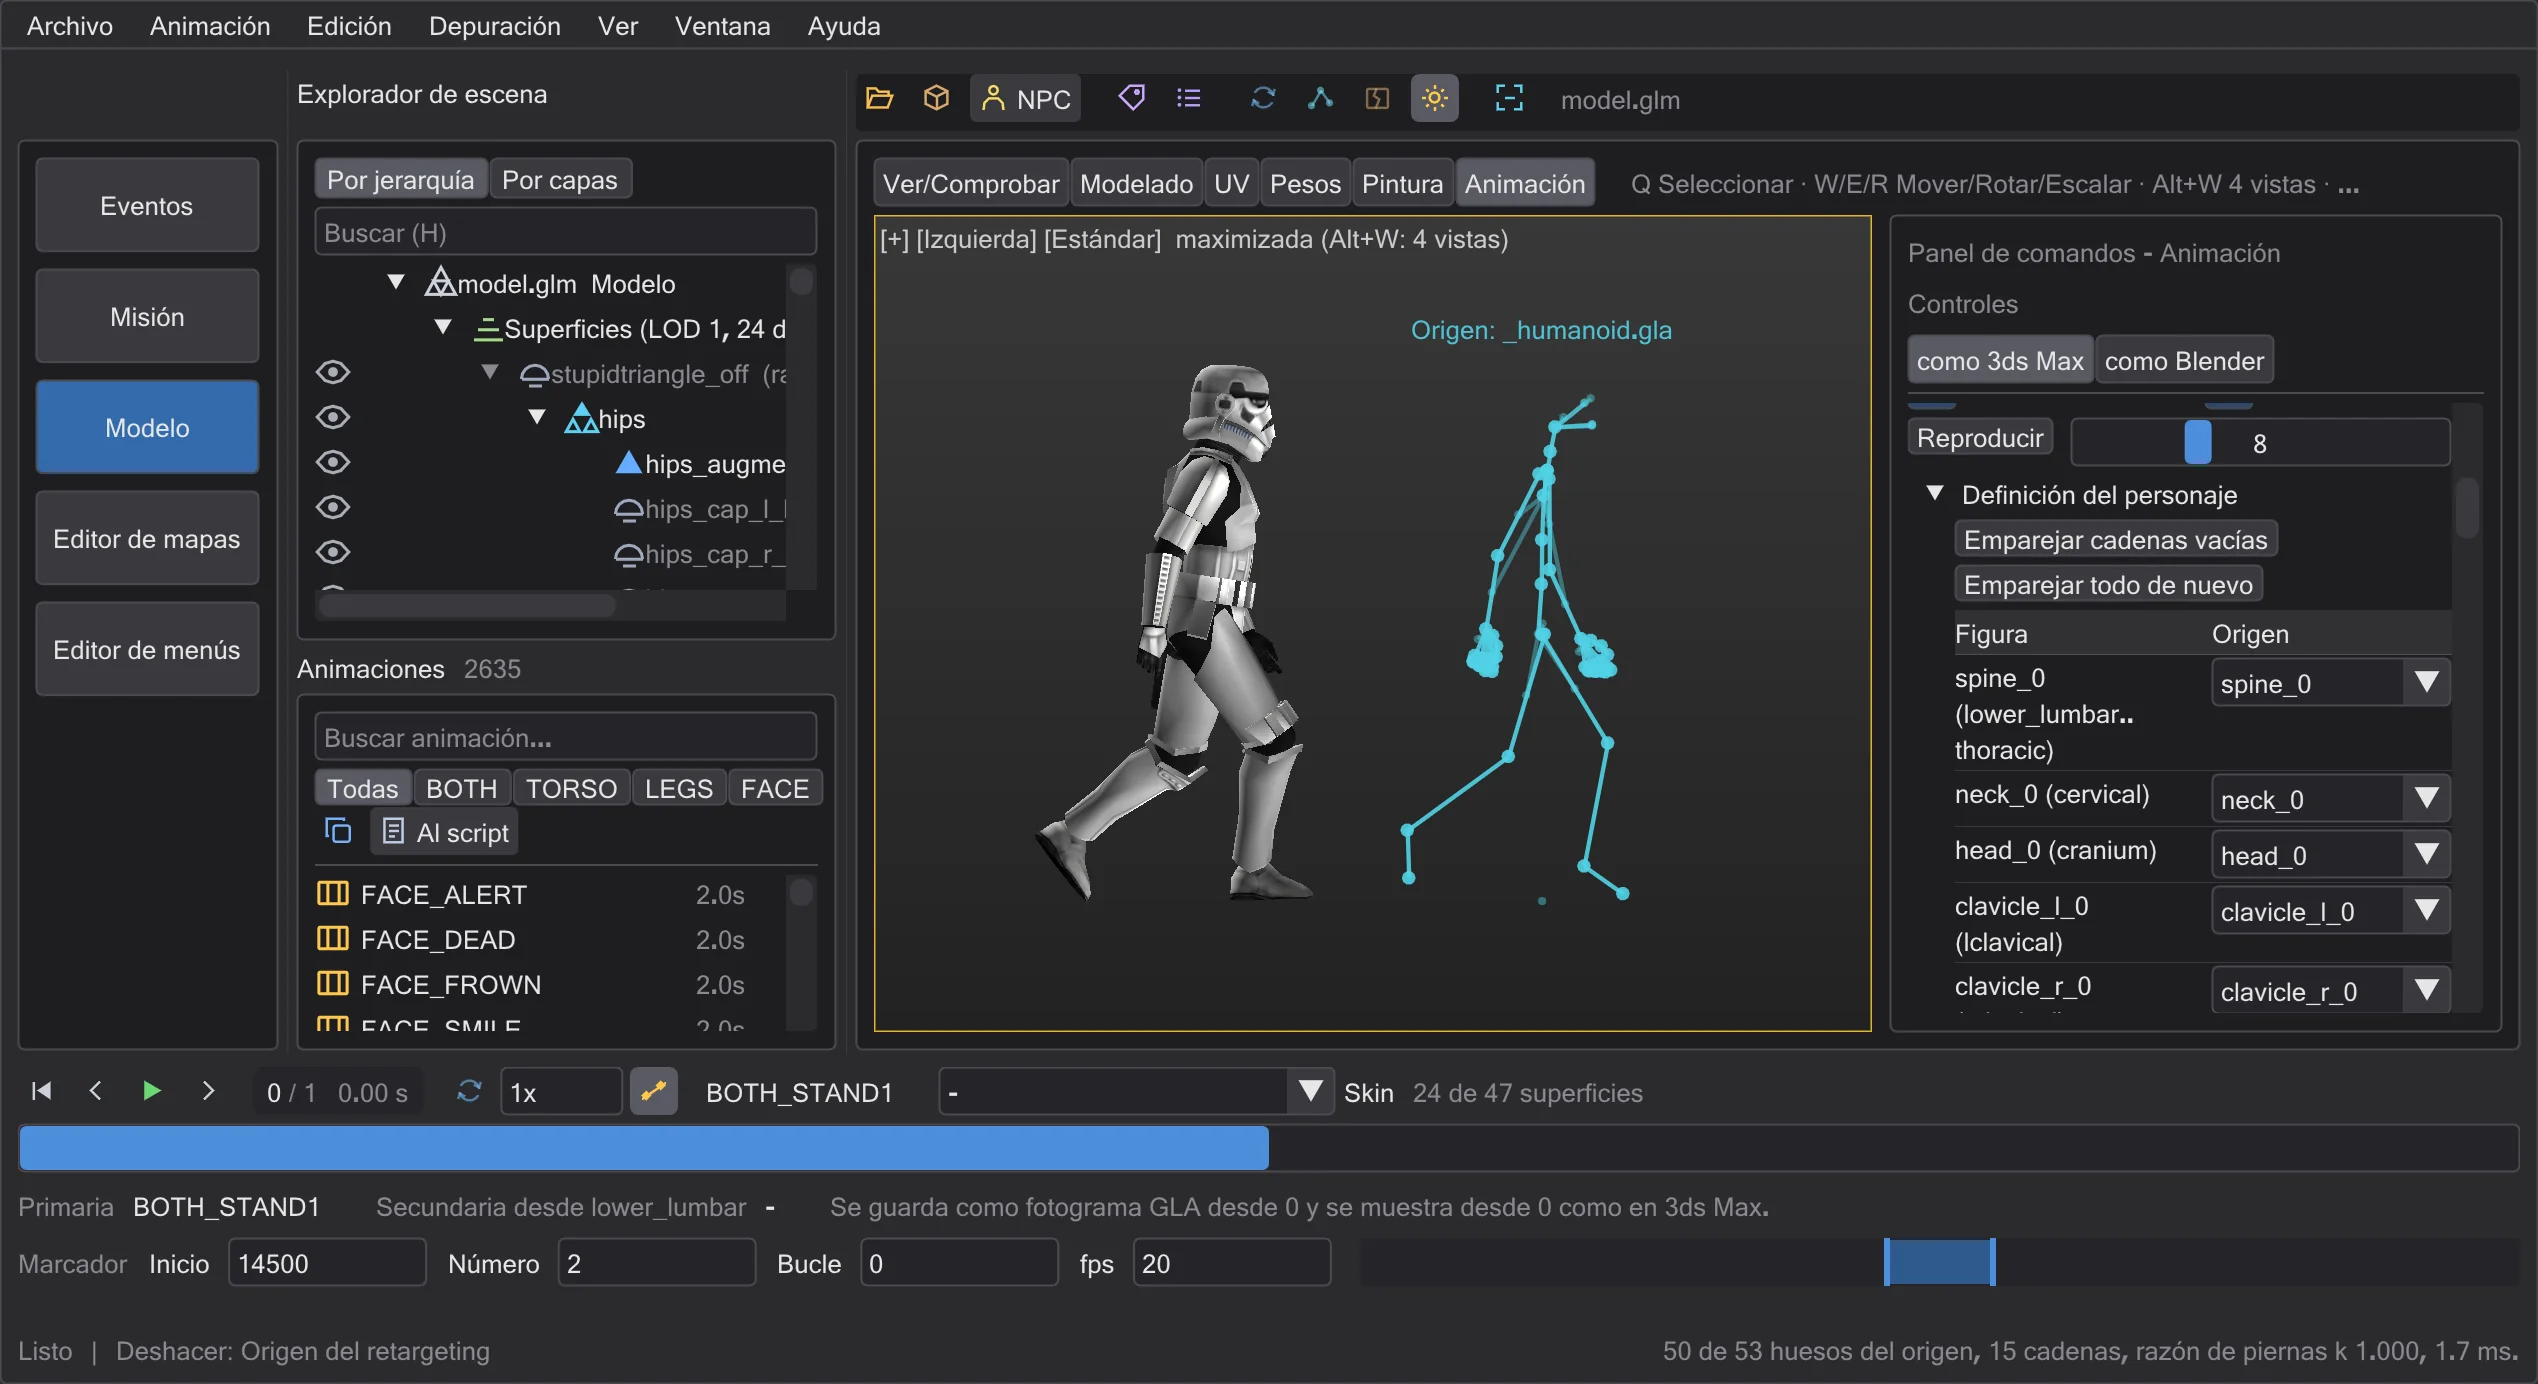 Archivo Animación Edición Depuración Ver Ventana Ayuda
Explorador de escena
NPC
model.glm
Eventos
Misión
Modelo
Editor de mapas
Editor de menús
Por jerarquía Por capas
Buscar (H)
model.glm Modelo
Superficies (LOD 1, 24 d
stupidtriangle_off (ra
hips
hips_augme
hips_cap_l_
hips_cap_r_
Animaciones 2635
Buscar animación...
Todas BOTH TORSO LEGS FACE
AI script
FACE_ALERT 2.0s
FACE_DEAD 2.0s
FACE_FROWN 2.0s
FACE_SMILE 2.0s
Ver/Comprobar Modelado UV Pesos Pintura Animación
Q Seleccionar · W/E/R Mover/Rotar/Escalar · Alt+W 4 vistas · ...
[+] [Izquierda] [Estándar] maximizada (Alt+W: 4 vistas)
Origen: _humanoid.gla
Panel de comandos - Animación
Controles
como 3ds Max como Blender
Reproducir 8
Definición del personaje
Emparejar cadenas vacías
Emparejar todo de nuevo
Figura Origen
spine_0 (lower_lumbar.. thoracic) spine_0
neck_0 (cervical) neck_0
head_0 (cranium) head_0
clavicle_l_0 (lclavical) clavicle_l_0
clavicle_r_0 clavicle_r_0
0 / 1 0.00 s 1x BOTH_STAND1 - Skin 24 de 47 superficies
Primaria BOTH_STAND1 Secundaria desde lower_lumbar - Se guarda como fotograma GLA desde 0 y se muestra desde 0 como en 3ds Max.
Marcador Inicio 14500 Número 2 Bucle 0 fps 20
Listo | Deshacer: Origen del retargeting
50 de 53 huesos del origen, 15 cadenas, razón de piernas k 1.000, 1.7 ms.